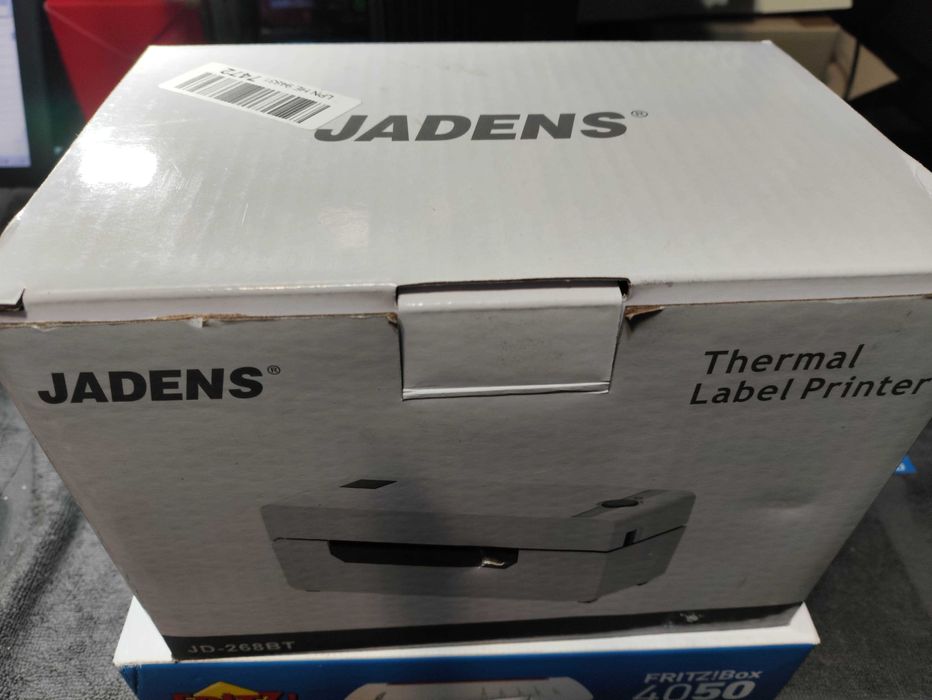 JADENS®
JADENS®
Thermal
Label Printer
JD-268BT
FRITZ!Box
4050